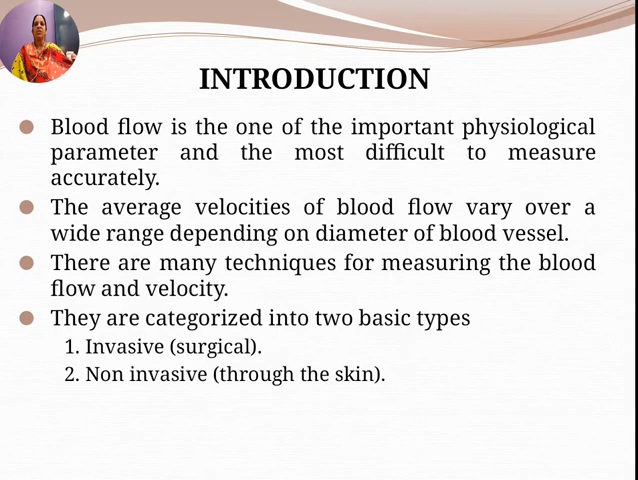 INTRODUCTION
Blood flow is the one of the important physiological
parameter and the most difficult to measure
accurately.
The average velocities of blood flow vary over a
wide range depending on diameter of blood vessel.
There are many techniques for measuring the blood
flow and velocity.
They are categorized into two basic types
1. Invasive (surgical).
2. Non invasive (through the skin).